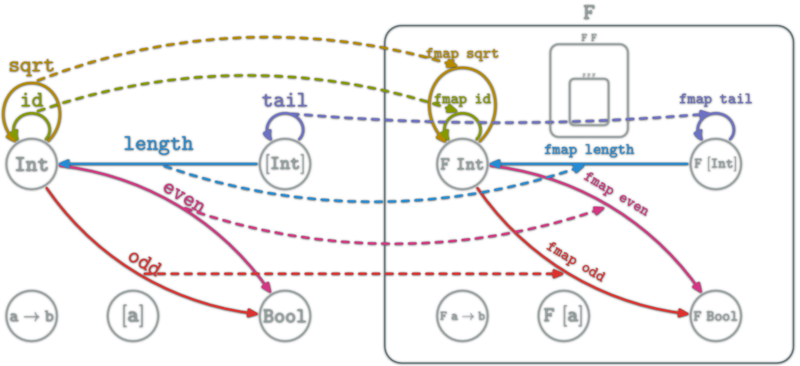 F
F F
F F F
sqrt
fmap sqrt
id
fmap id
tail
fmap tail
length
fmap length
Int
[Int]
F Int
F [Int]
even
fmap even
odd
fmap odd
a → b
[a]
Bool
F a → b
F [a]
F Bool